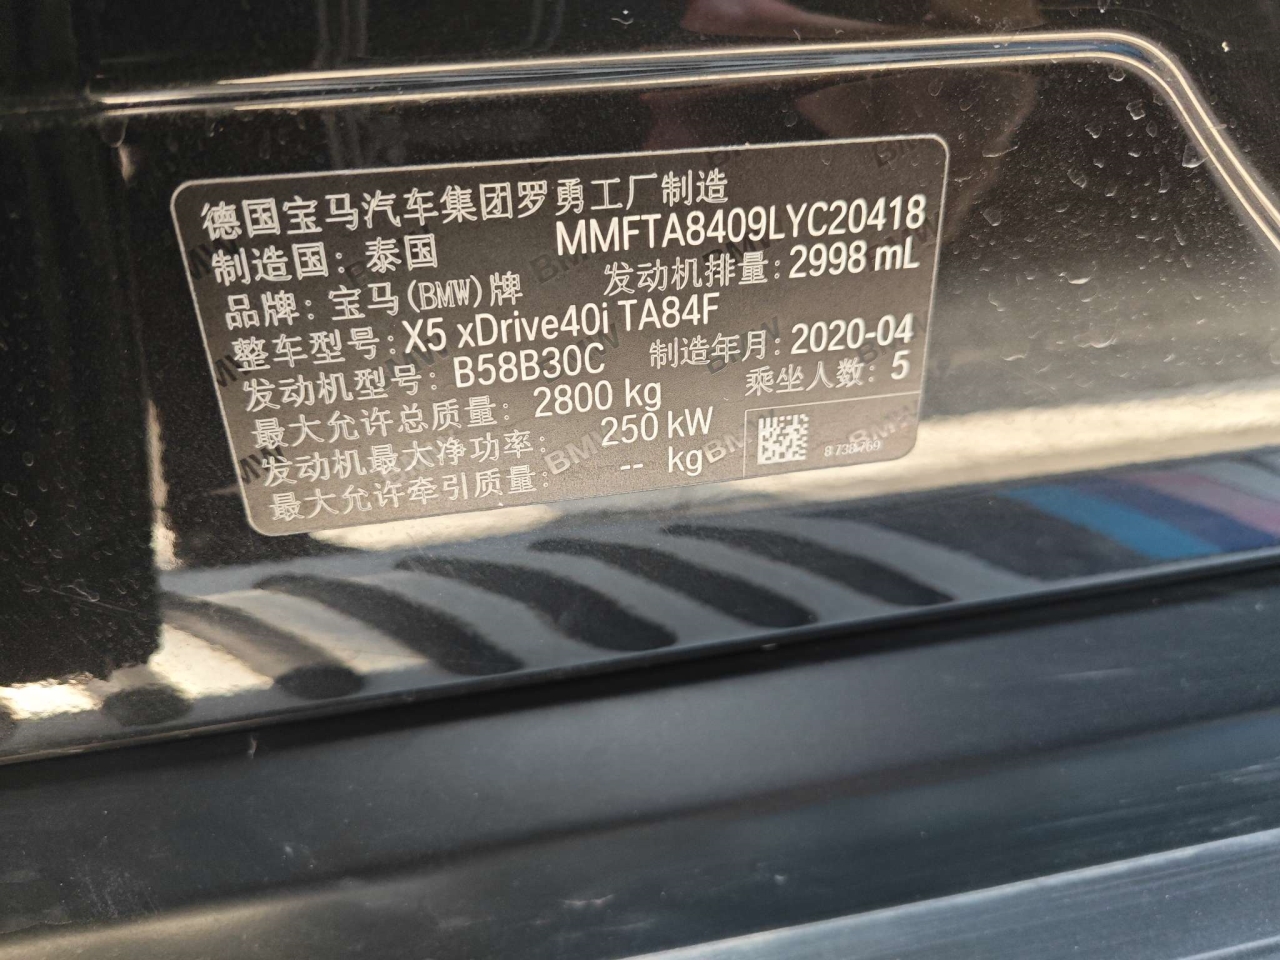 德国宝马汽车集团罗勇工厂制造
制造国：泰国 MMFTA8409LYC20418
品牌：宝马(BMW)牌 发动机排量：2998 mL
整车型号：X5 xDrive40i TA84F
发动机型号：B58B30C 制造年月：2020-04
最大允许总质量：2800 kg 乘坐人数：5
发动机最大净功率：250 kW
最大允许牵引质量：-- kg